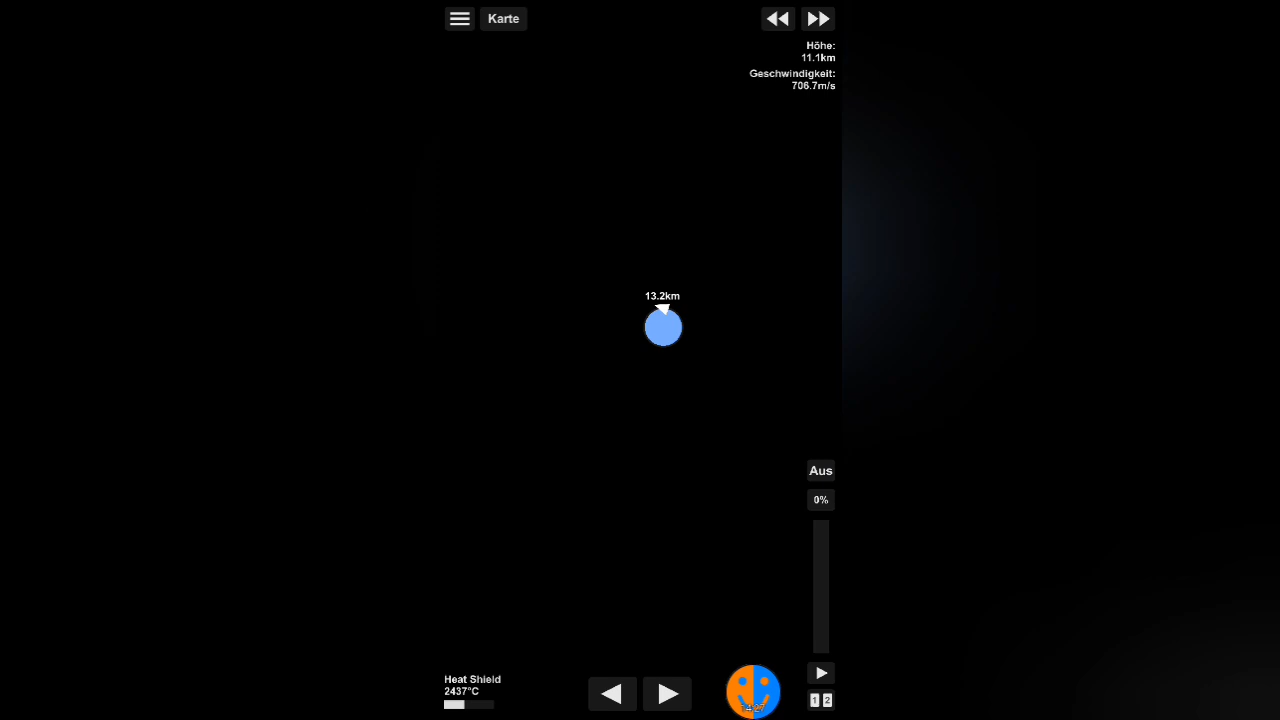 Karte
Höhe:
11.1km
Geschwindigkeit:
706.7m/s
13.2km
Aus
0%
Heat Shield
2437°C
1 2